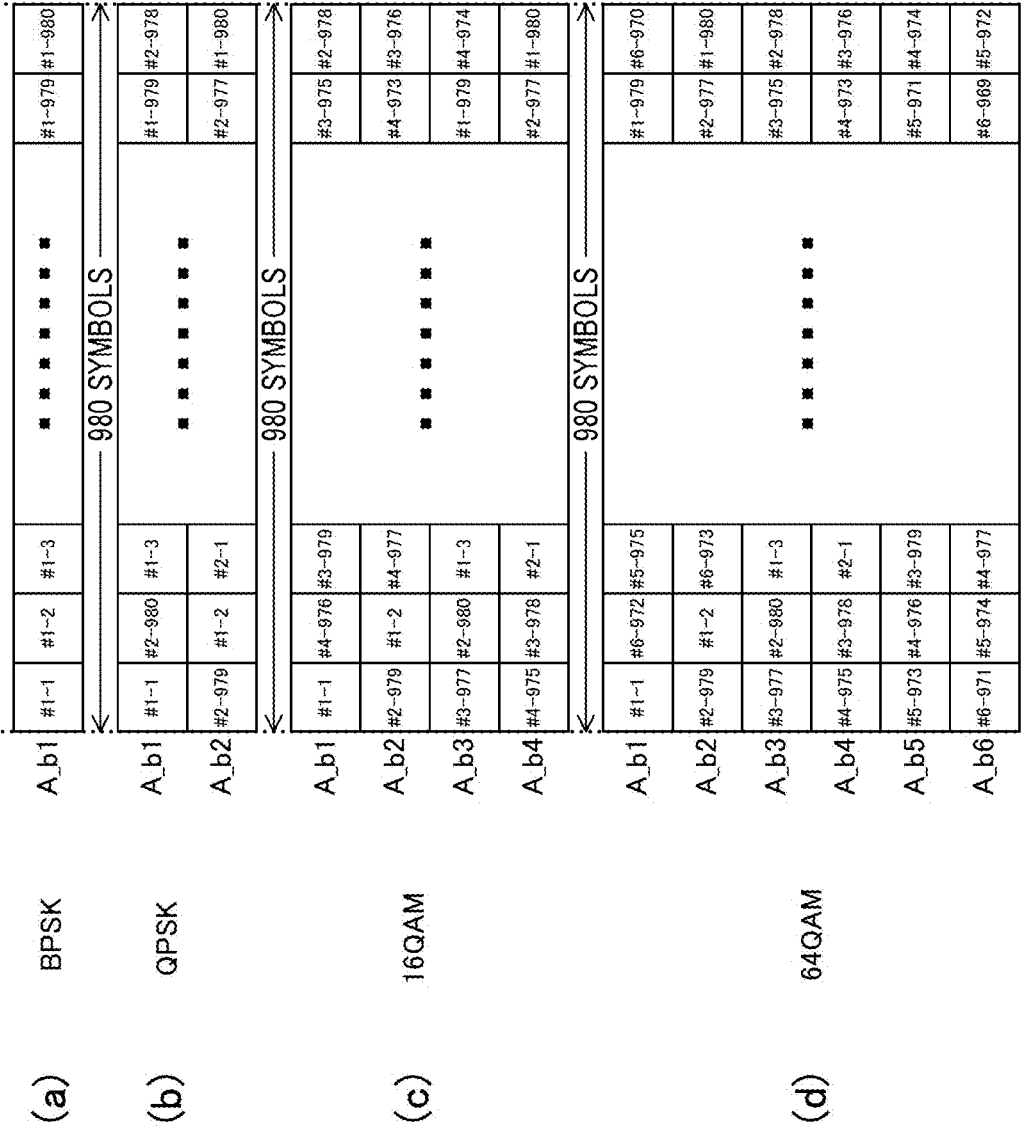 (a) BPSK A_b1 #1-1 #1-2 #1-3 #1-979 #1-980
980 SYMBOLS
(b) QPSK
A_b1 #1-1 #2-980 #1-3 #1-979 #2-978
A_b2 #2-979 #1-2 #2-1 #2-977 #1-980
980 SYMBOLS
(c) 16QAM
A_b1 #1-1 #4-976 #3-979 #3-975 #2-978
A_b2 #2-979 #1-2 #4-977 #4-973 #3-976
A_b3 #3-977 #2-980 #1-3 #1-979 #4-974
A_b4 #4-975 #3-978 #2-1 #2-977 #1-980
980 SYMBOLS
(d) 64QAM
A_b1 #1-1 #6-972 #5-975 #1-979 #6-970
A_b2 #2-979 #1-2 #6-973 #2-977 #1-980
A_b3 #3-977 #2-980 #1-3 #3-975 #2-978
A_b4 #4-975 #3-978 #2-1 #4-973 #3-976
A_b5 #5-973 #4-976 #3-979 #5-971 #4-974
A_b6 #6-971 #5-974 #4-977 #6-969 #5-972